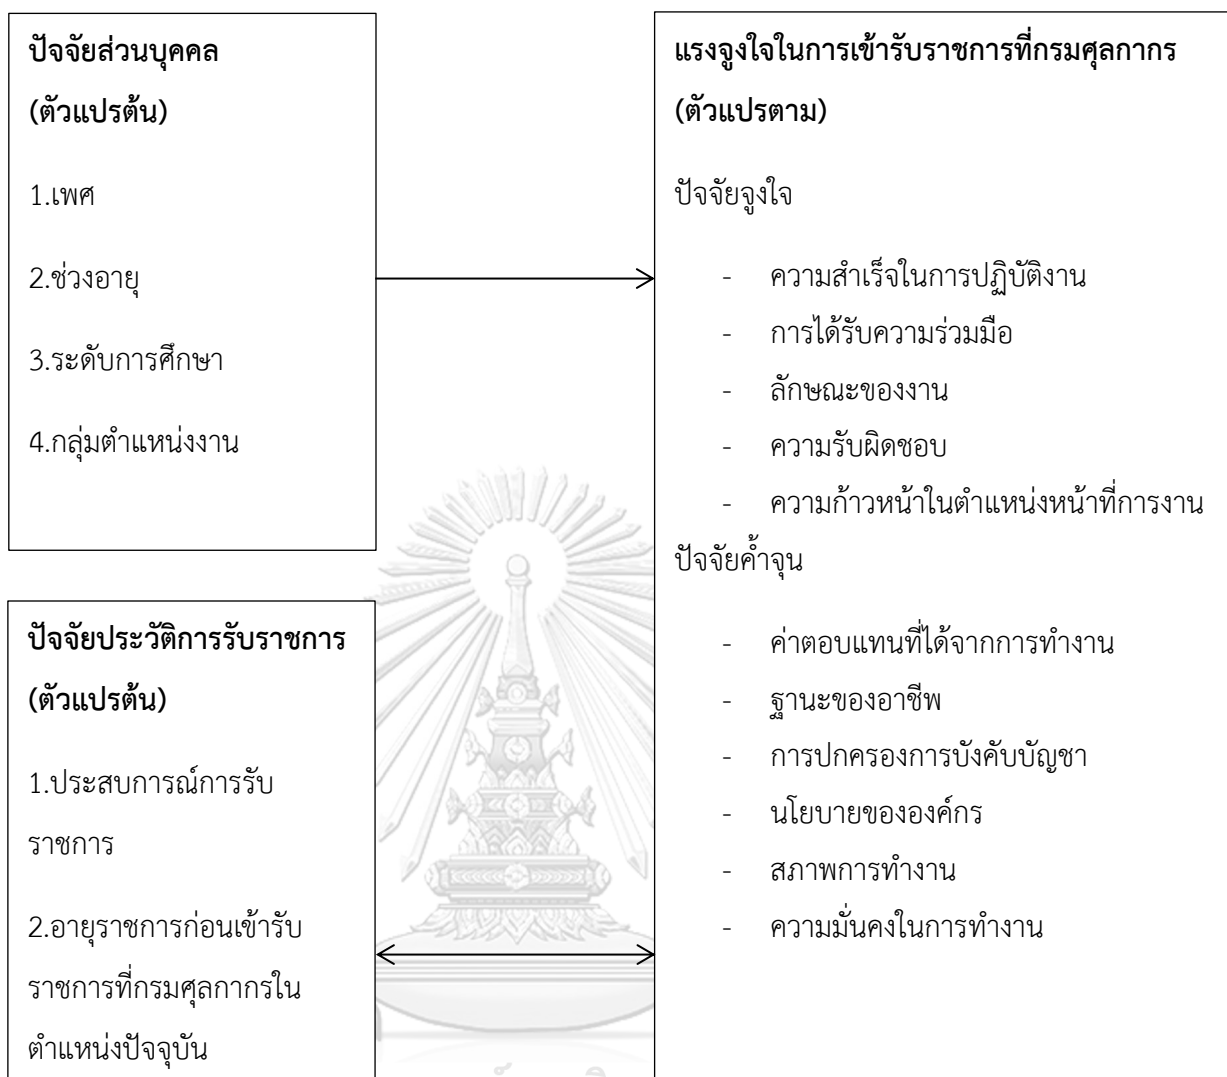 ปัจจัยส่วนบุคคล
(ตัวแปรต้น)
1.เพศ
2.ช่วงอายุ
3.ระดับการศึกษา
4.กลุ่มตำแหน่งงาน
ปัจจัยประวัติการรับราชการ
(ตัวแปรต้น)
1.ประสบการณ์การรับ
ราชการ
2.อายุราชการก่อนเข้ารับ
ราชการที่กรมศุลกากรใน
ตำแหน่งปัจจุบัน
แรงจูงใจในการเข้ารับราชการที่กรมศุลกากร
(ตัวแปรตาม)
ปัจจัยจูงใจ
- ความสำเร็จในการปฏิบัติงาน
- การได้รับความร่วมมือ
- ลักษณะของงาน
- ความรับผิดชอบ
- ความก้าวหน้าในตำแหน่งหน้าที่การงาน
ปัจจัยค้ำจุน
- ค่าตอบแทนที่ได้จากการทำงาน
- ฐานะของอาชีพ
- การปกครองการบังคับบัญชา
- นโยบายขององค์กร
- สภาพการทำงาน
- ความมั่นคงในการทำงาน